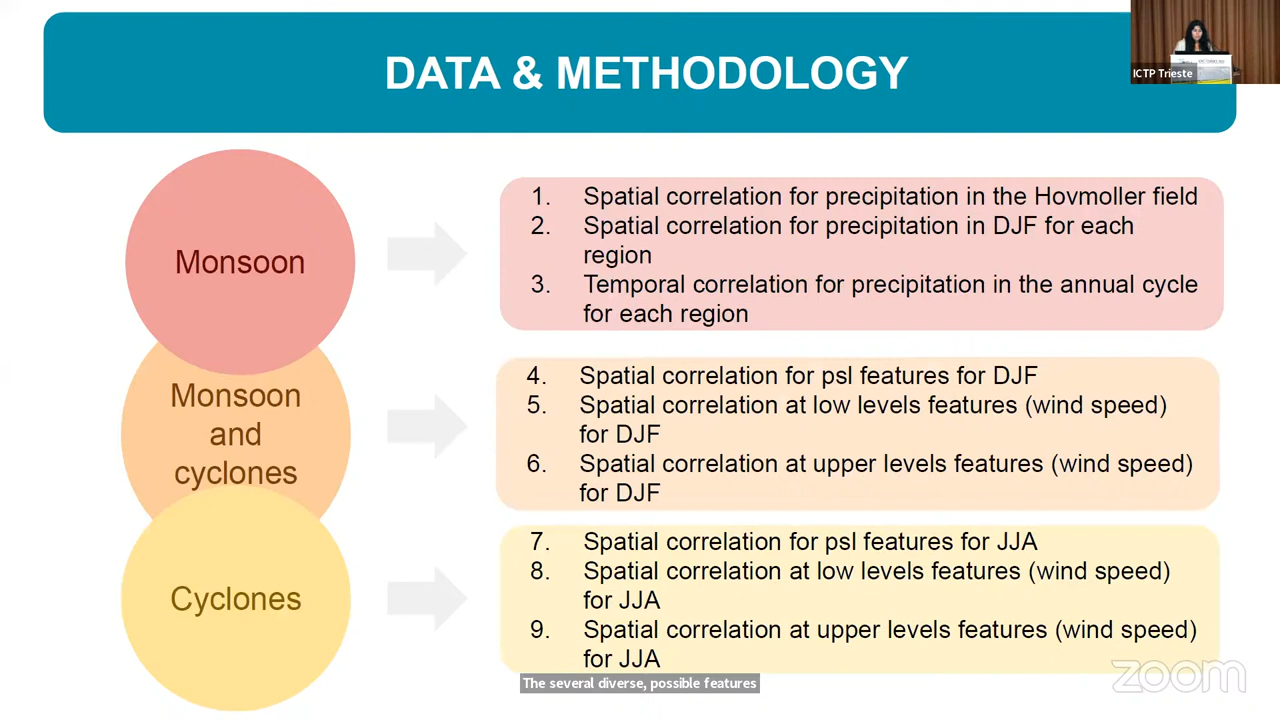 DATA & METHODOLOGY
ICTP Trieste
Monsoon
1. Spatial correlation for precipitation in the Hovmoller field
2. Spatial correlation for precipitation in DJF for each
region
3. Temporal correlation for precipitation in the annual cycle
for each region
Monsoon
and
cyclones
4. Spatial correlation for psl features for DJF
5. Spatial correlation at low levels features (wind speed)
for DJF
6. Spatial correlation at upper levels features (wind speed)
for DJF
Cyclones
7. Spatial correlation for psl features for JJA
8. Spatial correlation at low levels features (wind speed)
for JJA
9. Spatial correlation at upper levels features (wind speed)
for JJA
The several diverse, possible features
zoom